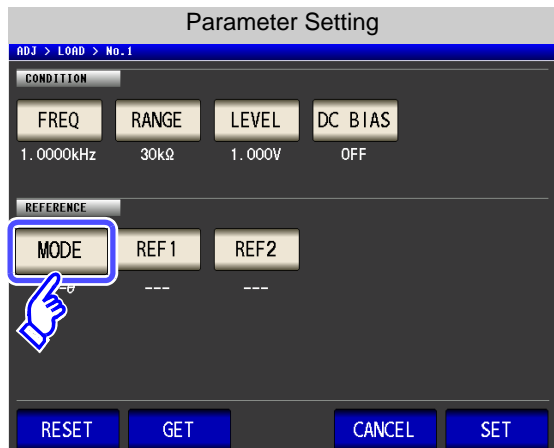 Parameter Setting
ADJ > LOAD > No.1
CONDITION
FREQ RANGE LEVEL DC BIAS
1.0000kHz 30kΩ 1.000V OFF
REFERENCE
MODE REF1 REF2
--- ---
RESET GET CANCEL SET